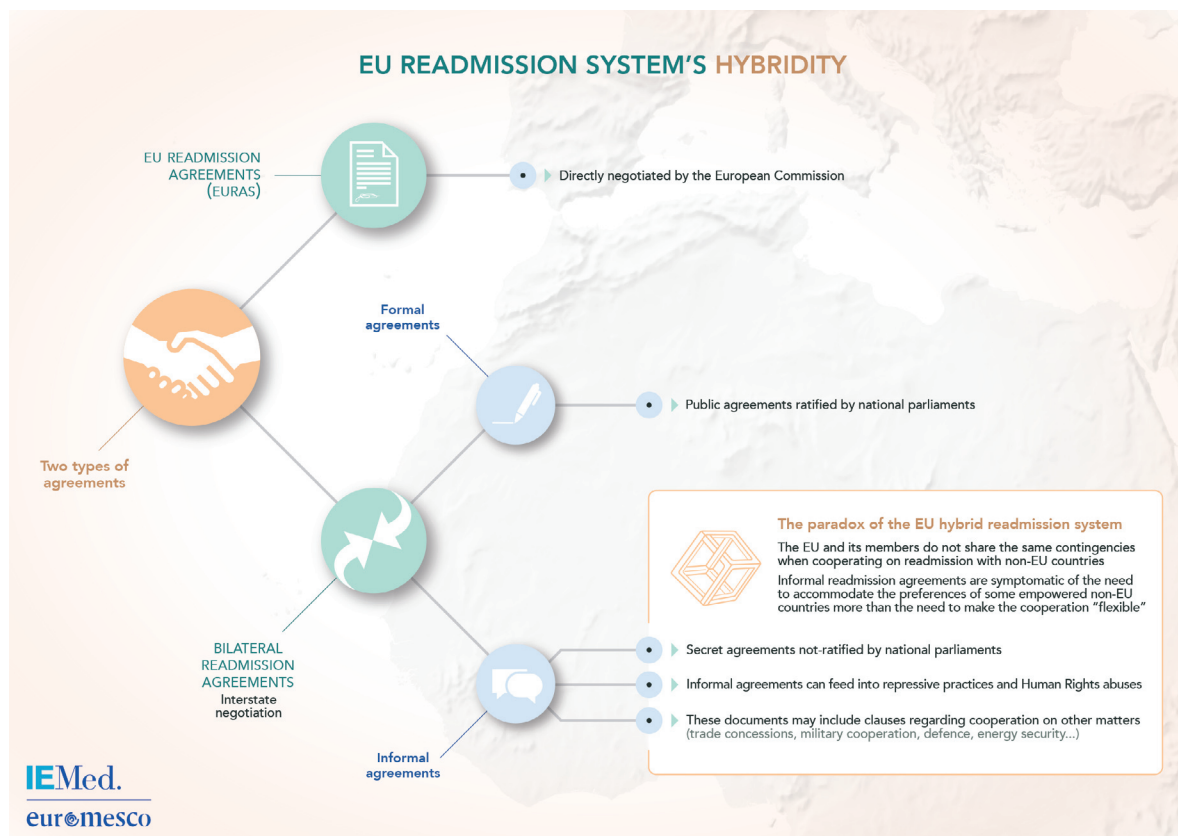 EU READMISSION SYSTEM'S HYBRIDITY
EU READMISSION
AGREEMENTS
(EURAS)
Directly negotiated by the European Commission
Formal
agreements
Public agreements ratified by national parliaments
Two types of
agreements
The paradox of the EU hybrid readmission system
The EU and its members do not share the same contingencies
when cooperating on readmission with non-EU countries
Informal readmission agreements are symptomatic of the need
to accommodate the preferences of some empowered non-EU
countries more than the need to make the cooperation "flexible"
BILATERAL
READMISSION
AGREEMENTS
Interstate
negotiation
Secret agreements not-ratified by national parliaments
Informal agreements can feed into repressive practices and Human Rights abuses
These documents may include clauses regarding cooperation on other matters
(trade concessions, military cooperation, defence, energy security...)
Informal
agreements
IEMed.
euromesco